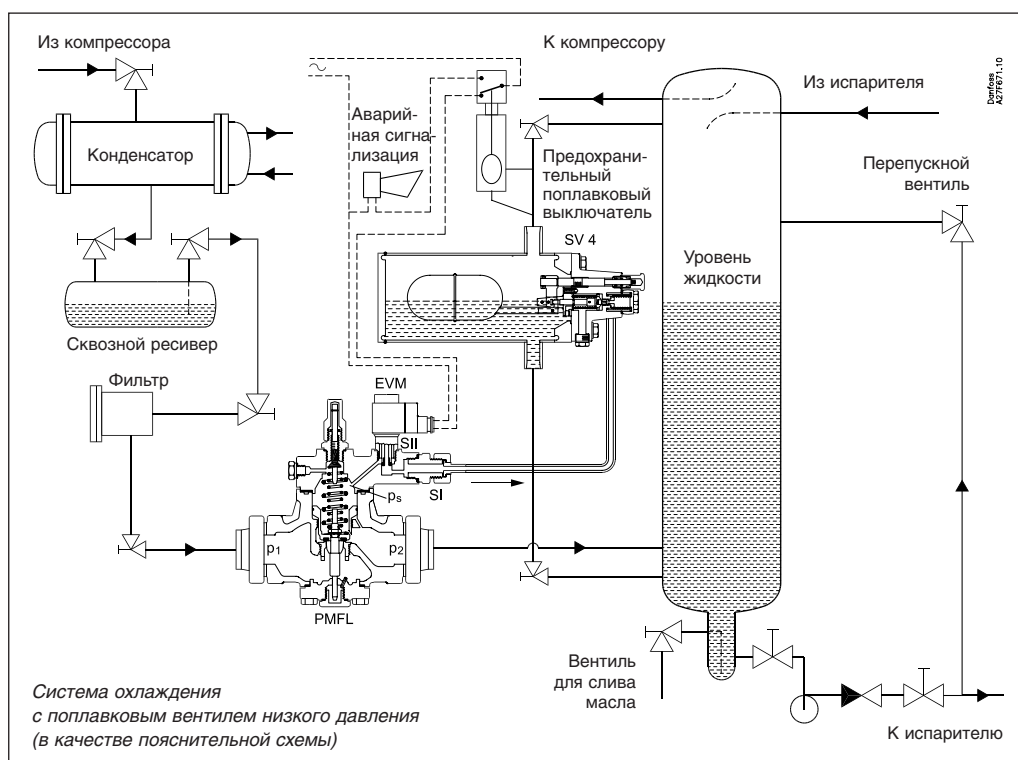 Из компрессора
К компрессору
Danfoss
A27F671.10
Из испарителя
Аварий-
ная сигна-
лизация
Конденсатор
Предохрани-
тельный
поплавковый
выключатель
Перепускной
вентиль
SV 4
Уровень
жидкости
Сквозной ресивер
Фильтр
EVM
SII
SI
ps
p1
p2
PMFL
Вентиль
для слива
масла
К испарителю
Система охлаждения
с поплавковым вентилем низкого давления
(в качестве пояснительной схемы)